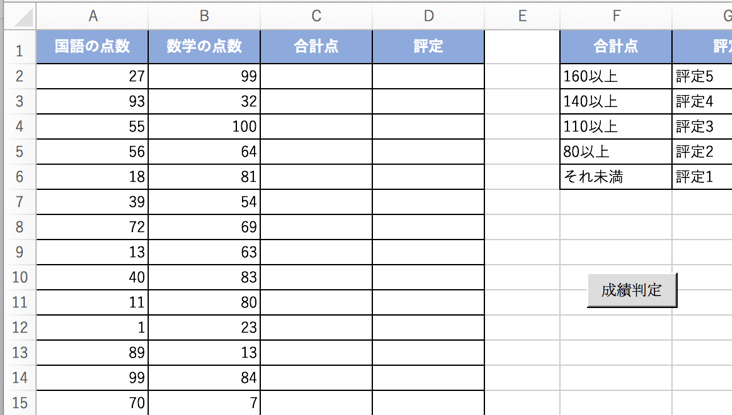 A B C D E F G
1 国語の点数 数学の点数 合計点 評定 合計点
2 27 99 160以上 評定5
3 93 32 140以上 評定4
4 55 100 110以上 評定3
5 56 64 80以上 評定2
6 18 81 それ未満 評定1
7 39 54
8 72 69
9 13 63
10 40 83
成績判定
11 11 80
12 1 23
13 89 13
14 99 84
15 70 7